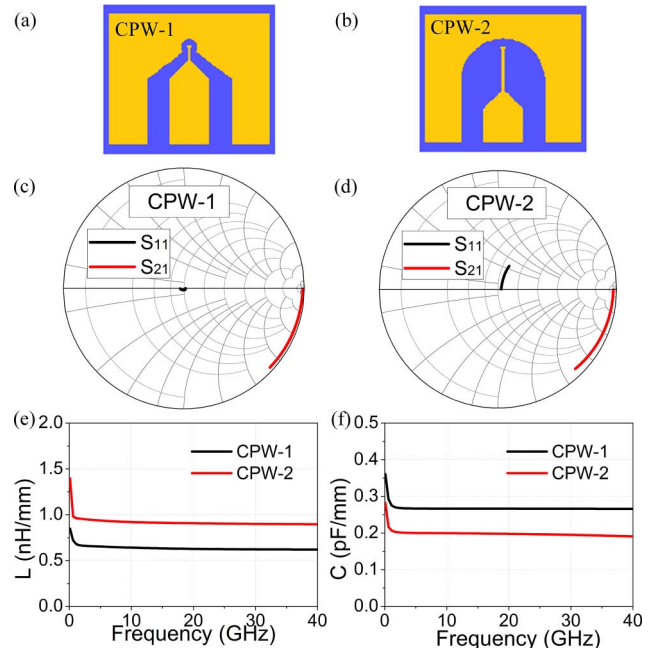 (a)
CPW-1
(b)
CPW-2
(c)
CPW-1
S11
S21
(d)
CPW-2
S11
S21
(e)
2.0
1.5
1.0
0.5
0.0
L (nH/mm)
CPW-1
CPW-2
0 10 20 30 40
Frequency (GHz)
(f)
0.5
0.4
0.3
0.2
0.1
0.0
C (pF/mm)
CPW-1
CPW-2
0 10 20 30 40
Frequency (GHz)